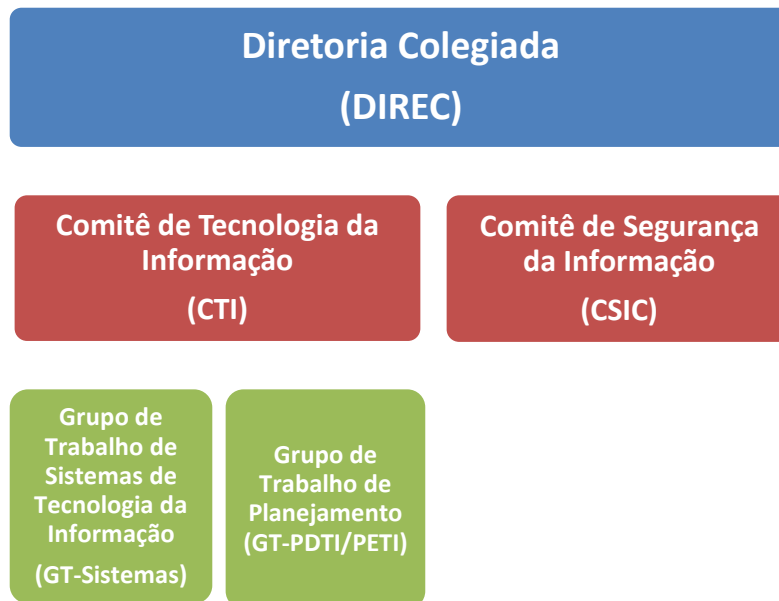 Diretoria Colegiada
(DIREC)
Comitê de Tecnologia da
Informação
(CTI)
Comitê de Segurança
da Informação
(CSIC)
Grupo de
Trabalho de
Sistemas de
Tecnologia da
Informação
(GT-Sistemas)
Grupo de
Trabalho de
Planejamento
(GT-PDTI/PETI)